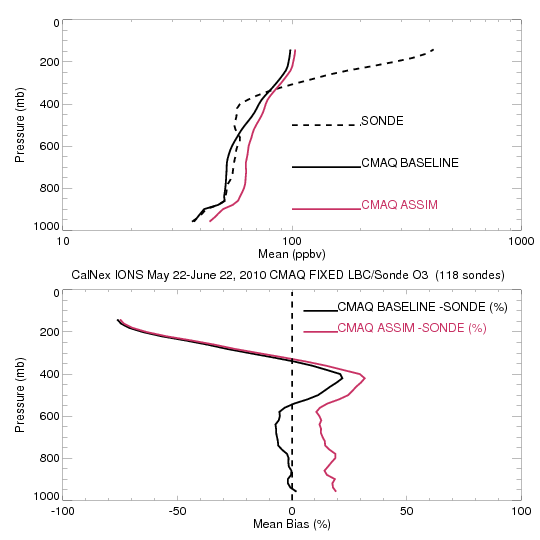 0
200
400
600
800
1000
Pressure (mb)
SONDE
CMAQ BASELINE
CMAQ ASSIM
10
100
1000
Mean (ppbv)
CalNex IONS May 22-June 22, 2010 CMAQ FIXED LBC/Sonde O3 (118 sondes)
0
200
400
600
800
1000
Pressure (mb)
CMAQ BASELINE -SONDE (%)
CMAQ ASSIM -SONDE (%)
-100
-50
0
50
100
Mean Bias (%)